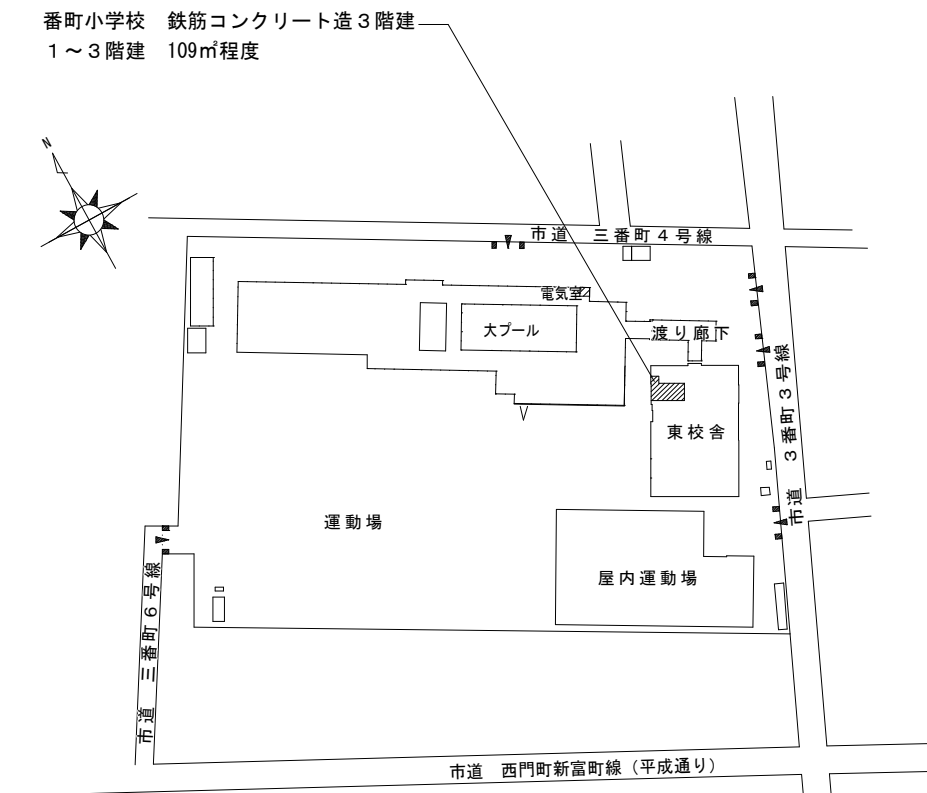 番町小学校　鉄筋コンクリート造３階建
１～３階建　109㎡程度
N
市道　三番町４号線
電気室
大プール
渡り廊下
東校舎
市道　３番町３号線
運動場
屋内運動場
市道　三番町６号線
市道　西門町新富町線（平成通り）